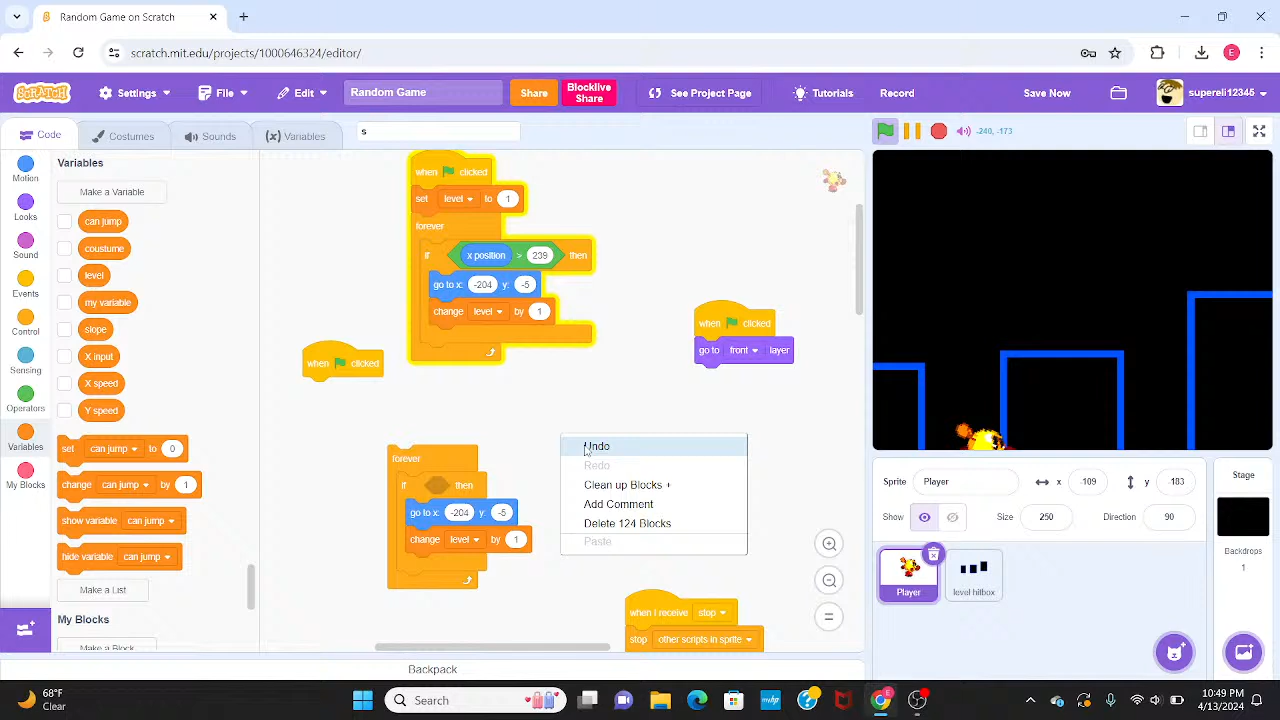 Random Game on Scratch
scratch.mit.edu/projects/1000646324/editor/
E
SCRATCH
Settings
File
Edit
Random Game
Share
Blocklive Share
See Project Page
Tutorials
Record
Save Now
supereli12345
Code
Costumes
Sounds
(x) Variables
s
-240, -173
Motion
Looks
Sound
Events
Control
Sensing
Operators
Variables
My Blocks
Variables
Make a Variable
can jump
coustume
level
my variable
slope
X input
X speed
Y speed
set can jump to 0
change can jump by 1
show variable can jump
hide variable can jump
Make a List
My Blocks
Make a Block
when clicked
set level to 1
forever
if x position > 239 then
go to x: -204 y: -5
change level by 1
when clicked
when clicked
go to front layer
forever
if then
go to x: -204 y: -5
change level by 1
Undo
Redo
Clean up Blocks +
Add Comment
Delete 124 Blocks
Paste
when I receive stop
stop other scripts in sprite
Backpack
Sprite Player x -109 y -183
Show Size 250 Direction 90
Player
level hitbox
Stage
Backdrops
1
68°F
Clear
Search
10:49 PM
4/13/2024